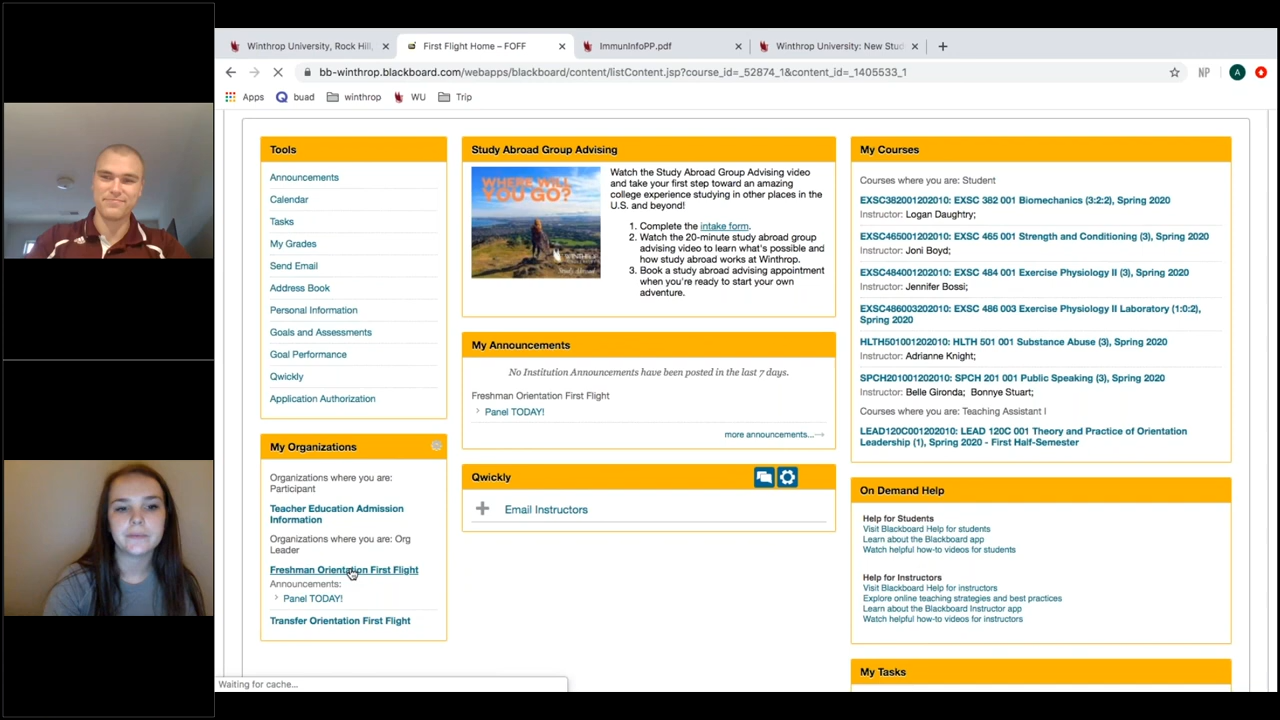 Winthrop University, Rock Hill,
First Flight Home – FOFF
ImmunInfoPP.pdf
Winthrop University: New Stud
bb-winthrop.blackboard.com/webapps/blackboard/content/listContent.jsp?course_id=_52874_1&content_id=_1405533_1
NP
A
Apps
buad
winthrop
WU
Trip
Tools
Announcements
Calendar
Tasks
My Grades
Send Email
Address Book
Personal Information
Goals and Assessments
Goal Performance
Qwickly
Application Authorization
My Organizations
Organizations where you are:
Participant
Teacher Education Admission
Information
Organizations where you are: Org
Leader
Freshman Orientation First Flight
Announcements:
Panel TODAY!
Transfer Orientation First Flight
Study Abroad Group Advising
WHERE WILL
YOU GO?
WINTHROP
Study Abroad
Watch the Study Abroad Group Advising video
and take your first step toward an amazing
college experience studying in other places in the
U.S. and beyond!
1. Complete the intake form.
2. Watch the 20-minute study abroad group
advising video to learn what's possible and
how study abroad works at Winthrop.
3. Book a study abroad advising appointment
when you're ready to start your own
adventure.
My Announcements
No Institution Announcements have been posted in the last 7 days.
Freshman Orientation First Flight
Panel TODAY!
more announcements...
Qwickly
Email Instructors
My Courses
Courses where you are: Student
EXSC382001202010: EXSC 382 001 Biomechanics (3:2:2), Spring 2020
Instructor: Logan Daughtry;
EXSC465001202010: EXSC 465 001 Strength and Conditioning (3), Spring 2020
Instructor: Joni Boyd;
EXSC484001202010: EXSC 484 001 Exercise Physiology II (3), Spring 2020
Instructor: Jennifer Bossi;
EXSC486003202010: EXSC 486 003 Exercise Physiology II Laboratory (1:0:2),
Spring 2020
HLTH501001202010: HLTH 501 001 Substance Abuse (3), Spring 2020
Instructor: Adrianne Knight;
SPCH201001202010: SPCH 201 001 Public Speaking (3), Spring 2020
Instructor: Belle Gironda; Bonnye Stuart;
Courses where you are: Teaching Assistant I
LEAD120C001202010: LEAD 120C 001 Theory and Practice of Orientation
Leadership (1), Spring 2020 - First Half-Semester
On Demand Help
Help for Students
Visit Blackboard Help for students
Learn about the Blackboard app
Watch helpful how-to videos for students
Help for Instructors
Visit Blackboard Help for instructors
Explore online teaching strategies and best practices
Learn about the Blackboard Instructor app
Watch helpful how-to videos for instructors
My Tasks
Waiting for cache...